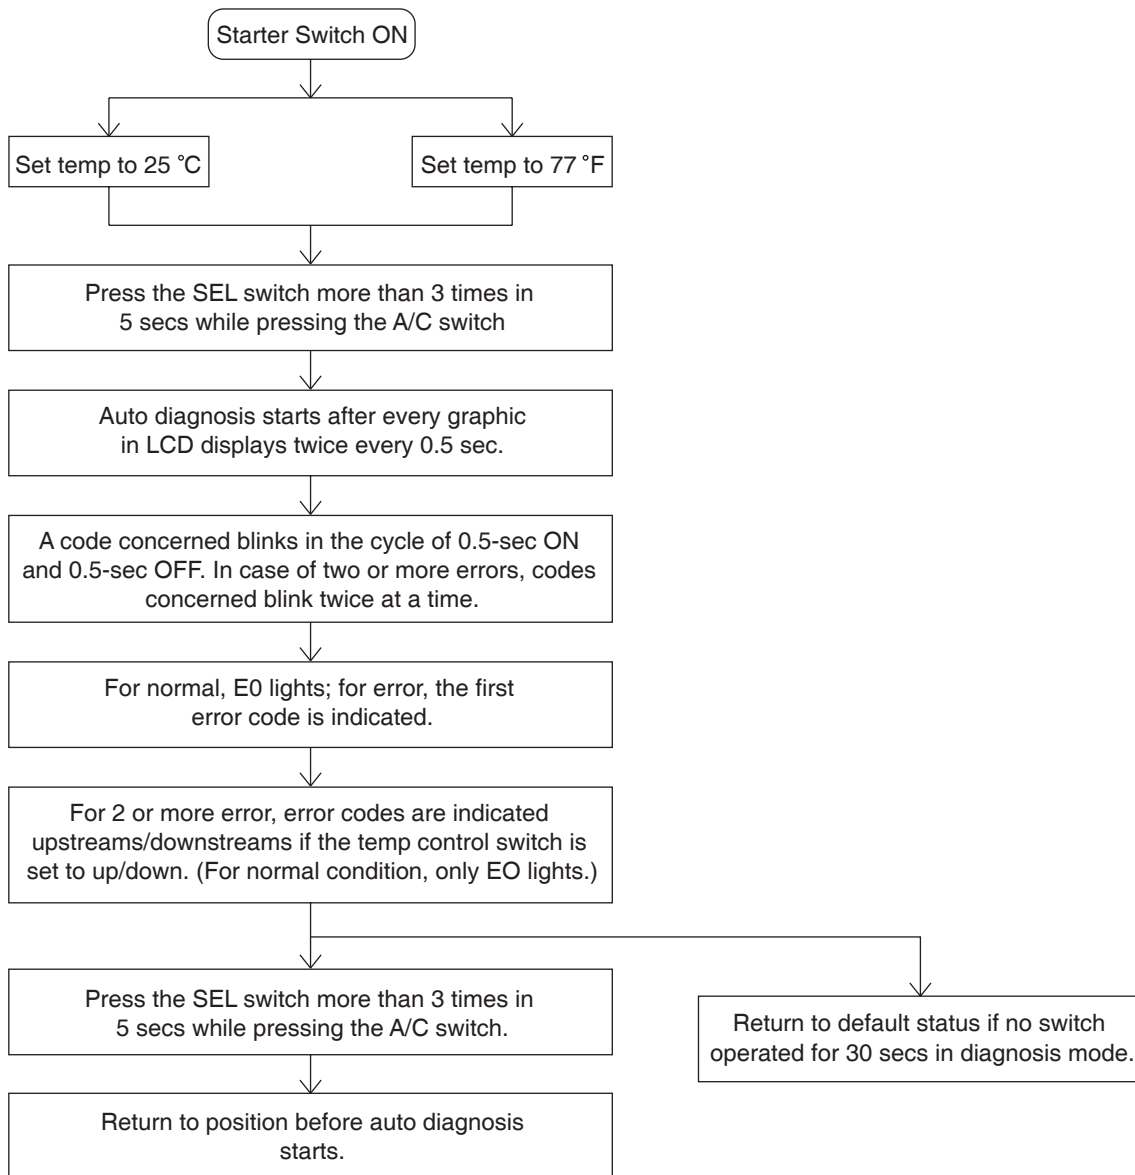 Starter Switch ON
Set temp to 25 °C
Set temp to 77 °F
Press the SEL switch more than 3 times in
5 secs while pressing the A/C switch
Auto diagnosis starts after every graphic
in LCD displays twice every 0.5 sec.
A code concerned blinks in the cycle of 0.5-sec ON
and 0.5-sec OFF. In case of two or more errors, codes
concerned blink twice at a time.
For normal, E0 lights; for error, the first
error code is indicated.
For 2 or more error, error codes are indicated
upstreams/downstreams if the temp control switch is
set to up/down. (For normal condition, only EO lights.)
Press the SEL switch more than 3 times in
5 secs while pressing the A/C switch.
Return to default status if no switch
operated for 30 secs in diagnosis mode.
Return to position before auto diagnosis
starts.